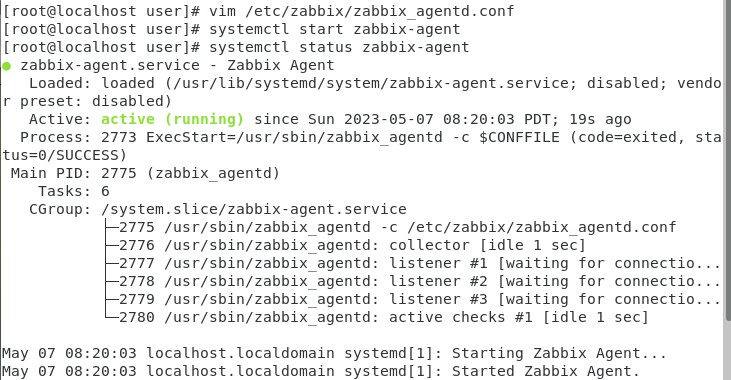 [root@localhost user]# vim /etc/zabbix/zabbix_agentd.conf
[root@localhost user]# systemctl start zabbix-agent
[root@localhost user]# systemctl status zabbix-agent
● zabbix-agent.service - Zabbix Agent
   Loaded: loaded (/usr/lib/systemd/system/zabbix-agent.service; disabled; vendo
r preset: disabled)
   Active: active (running) since Sun 2023-05-07 08:20:03 PDT; 19s ago
  Process: 2773 ExecStart=/usr/sbin/zabbix_agentd -c $CONFFILE (code=exited, sta
tus=0/SUCCESS)
 Main PID: 2775 (zabbix_agentd)
    Tasks: 6
   CGroup: /system.slice/zabbix-agent.service
           ├─2775 /usr/sbin/zabbix_agentd -c /etc/zabbix/zabbix_agentd.conf
           ├─2776 /usr/sbin/zabbix_agentd: collector [idle 1 sec]
           ├─2777 /usr/sbin/zabbix_agentd: listener #1 [waiting for connectio...
           ├─2778 /usr/sbin/zabbix_agentd: listener #2 [waiting for connectio...
           ├─2779 /usr/sbin/zabbix_agentd: listener #3 [waiting for connectio...
           └─2780 /usr/sbin/zabbix_agentd: active checks #1 [idle 1 sec]

May 07 08:20:03 localhost.localdomain systemd[1]: Starting Zabbix Agent...
May 07 08:20:03 localhost.localdomain systemd[1]: Started Zabbix Agent.